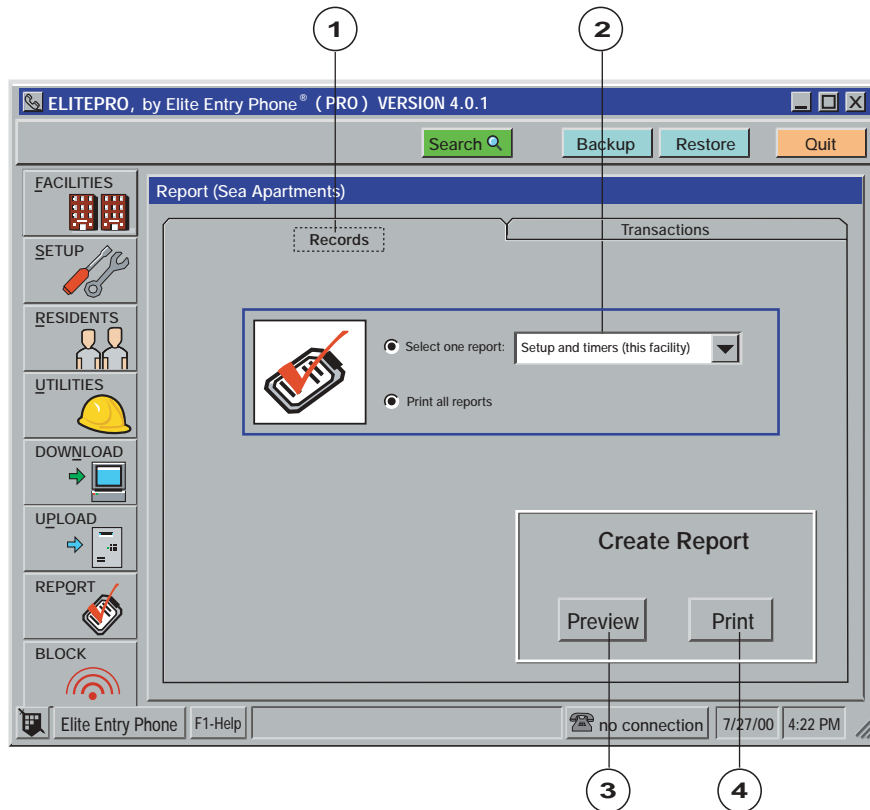 1 2
ELITEPRO, by Elite Entry Phone® (PRO) VERSION 4.0.1
Search Backup Restore Quit
FACILITIES
SETUP
RESIDENTS
UTILITIES
DOWNLOAD
UPLOAD
REPORT
BLOCK
Report (Sea Apartments)
Records Transactions
Select one report: Setup and timers (this facility)
Print all reports
Create Report
Preview Print
Elite Entry Phone F1-Help no connection 7/27/00 4:22 PM
3 4